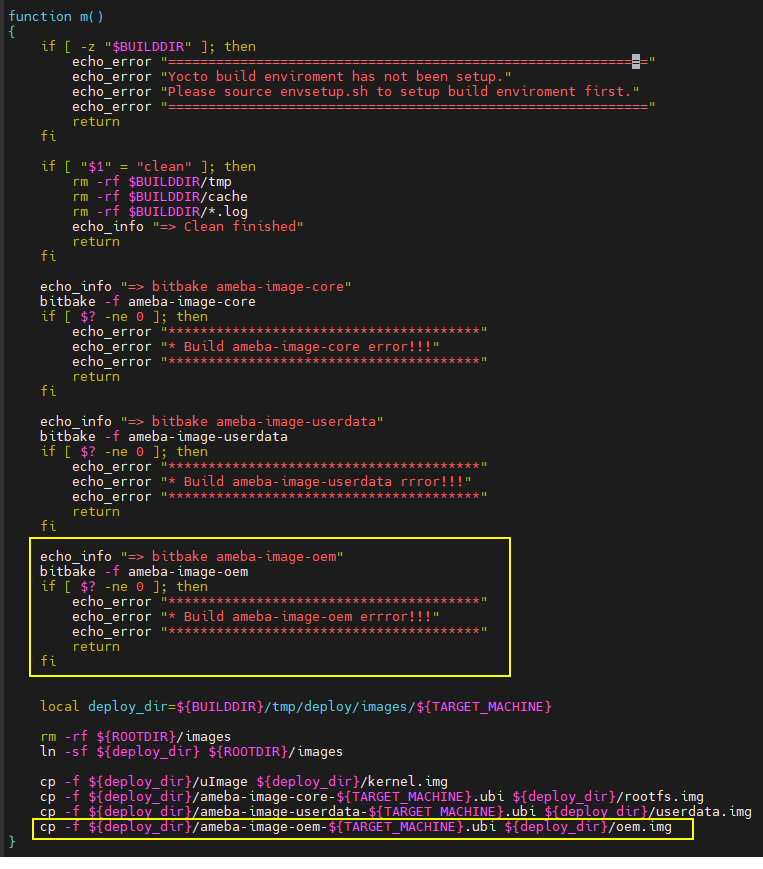 function m()
{
    if [ -z "$BUILDDIR" ]; then
        echo_error "============================================================"
        echo_error "Yocto build enviroment has not been setup."
        echo_error "Please source envsetup.sh to setup build enviroment first."
        echo_error "============================================================"
        return
    fi

    if [ "$1" = "clean" ]; then
        rm -rf $BUILDDIR/tmp
        rm -rf $BUILDDIR/cache
        rm -rf $BUILDDIR/*.log
        echo_info "=> Clean finished"
        return
    fi

    echo_info "=> bitbake ameba-image-core"
    bitbake -f ameba-image-core
    if [ $? -ne 0 ]; then
        echo_error "***************************************"
        echo_error "* Build ameba-image-core error!!!"
        echo_error "***************************************"
        return
    fi

    echo_info "=> bitbake ameba-image-userdata"
    bitbake -f ameba-image-userdata
    if [ $? -ne 0 ]; then
        echo_error "***************************************"
        echo_error "* Build ameba-image-userdata rrror!!!"
        echo_error "***************************************"
        return
    fi

    echo_info "=> bitbake ameba-image-oem"
    bitbake -f ameba-image-oem
    if [ $? -ne 0 ]; then
        echo_error "***************************************"
        echo_error "* Build ameba-image-oem errror!!!"
        echo_error "***************************************"
        return
    fi

    local deploy_dir=${BUILDDIR}/tmp/deploy/images/${TARGET_MACHINE}

    rm -rf ${ROOTDIR}/images
    ln -sf ${deploy_dir} ${ROOTDIR}/images

    cp -f ${deploy_dir}/uImage ${deploy_dir}/kernel.img
    cp -f ${deploy_dir}/ameba-image-core-${TARGET_MACHINE}.ubi ${deploy_dir}/rootfs.img
    cp -f ${deploy_dir}/ameba-image-userdata-${TARGET_MACHINE}.ubi ${deploy_dir}/userdata.img
    cp -f ${deploy_dir}/ameba-image-oem-${TARGET_MACHINE}.ubi ${deploy_dir}/oem.img
}